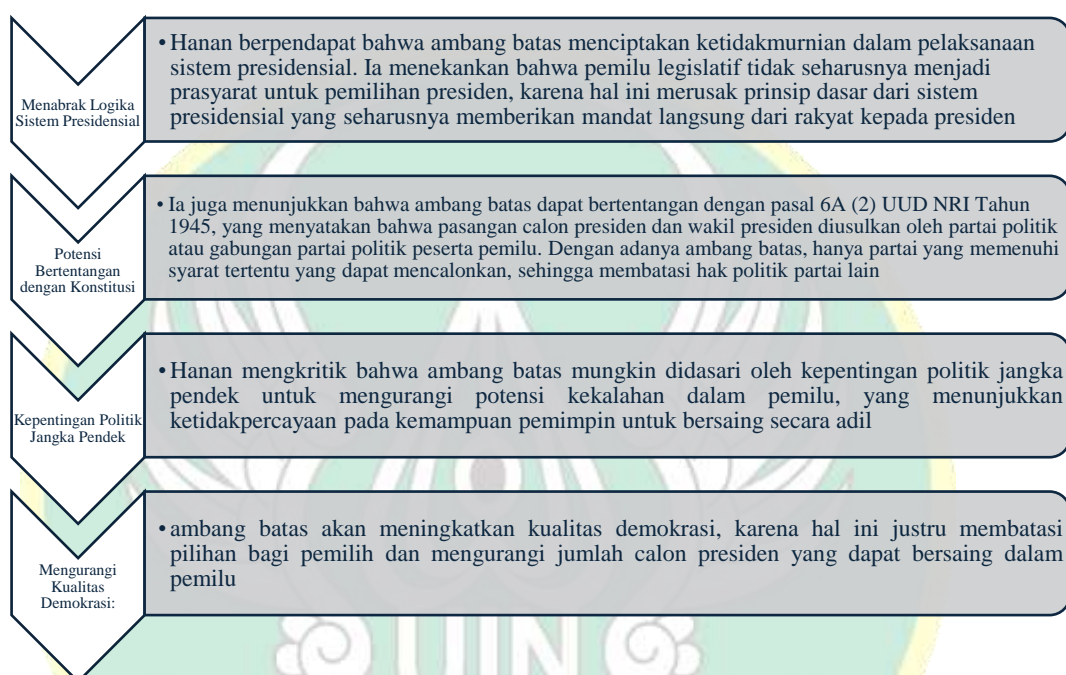 Menabrak Logika
Sistem Presidensial
• Hanan berpendapat bahwa ambang batas menciptakan ketidakmurnian dalam pelaksanaan
sistem presidensial. Ia menekankan bahwa pemilu legislatif tidak seharusnya menjadi
prasyarat untuk pemilihan presiden, karena hal ini merusak prinsip dasar dari sistem
presidensial yang seharusnya memberikan mandat langsung dari rakyat kepada presiden
Potensi
Bertentangan
dengan Konstitusi
• Ia juga menunjukkan bahwa ambang batas dapat bertentangan dengan pasal 6A (2) UUD NRI Tahun
1945, yang menyatakan bahwa pasangan calon presiden dan wakil presiden diusulkan oleh partai politik
atau gabungan partai politik peserta pemilu. Dengan adanya ambang batas, hanya partai yang memenuhi
syarat tertentu yang dapat mencalonkan, sehingga membatasi hak politik partai lain
Kepentingan Politik
Jangka Pendek
• Hanan mengkritik bahwa ambang batas mungkin didasari oleh kepentingan politik jangka
pendek untuk mengurangi potensi kekalahan dalam pemilu, yang menunjukkan
ketidakpercayaan pada kemampuan pemimpin untuk bersaing secara adil
Mengurangi
Kualitas
Demokrasi:
• ambang batas akan meningkatkan kualitas demokrasi, karena hal ini justru membatasi
pilihan bagi pemilih dan mengurangi jumlah calon presiden yang dapat bersaing dalam
pemilu
UIN